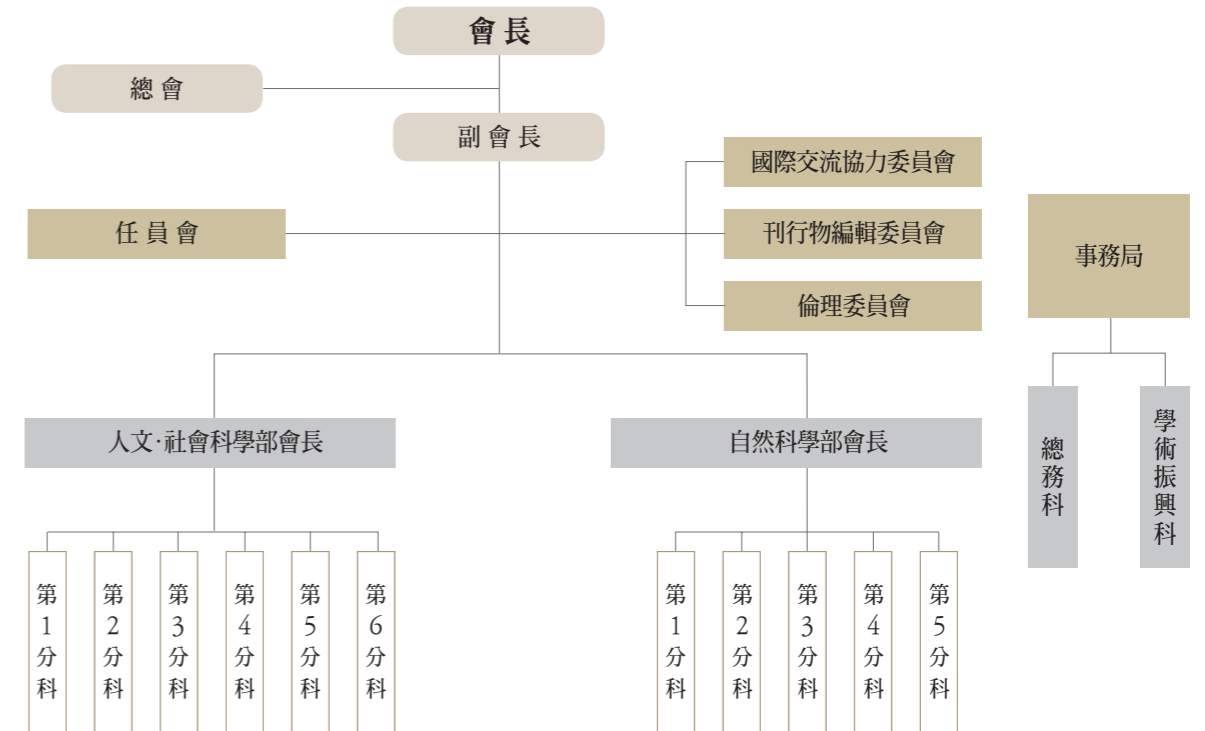 會長
總會
副會長
國際交流協力委員會
任員會
刊行物編輯委員會
事務局
倫理委員會
人文·社會科學部會長
自然科學部會長
總務科
學術振興科
第1分科
第2分科
第3分科
第4分科
第5分科
第6分科
第1分科
第2分科
第3分科
第4分科
第5分科